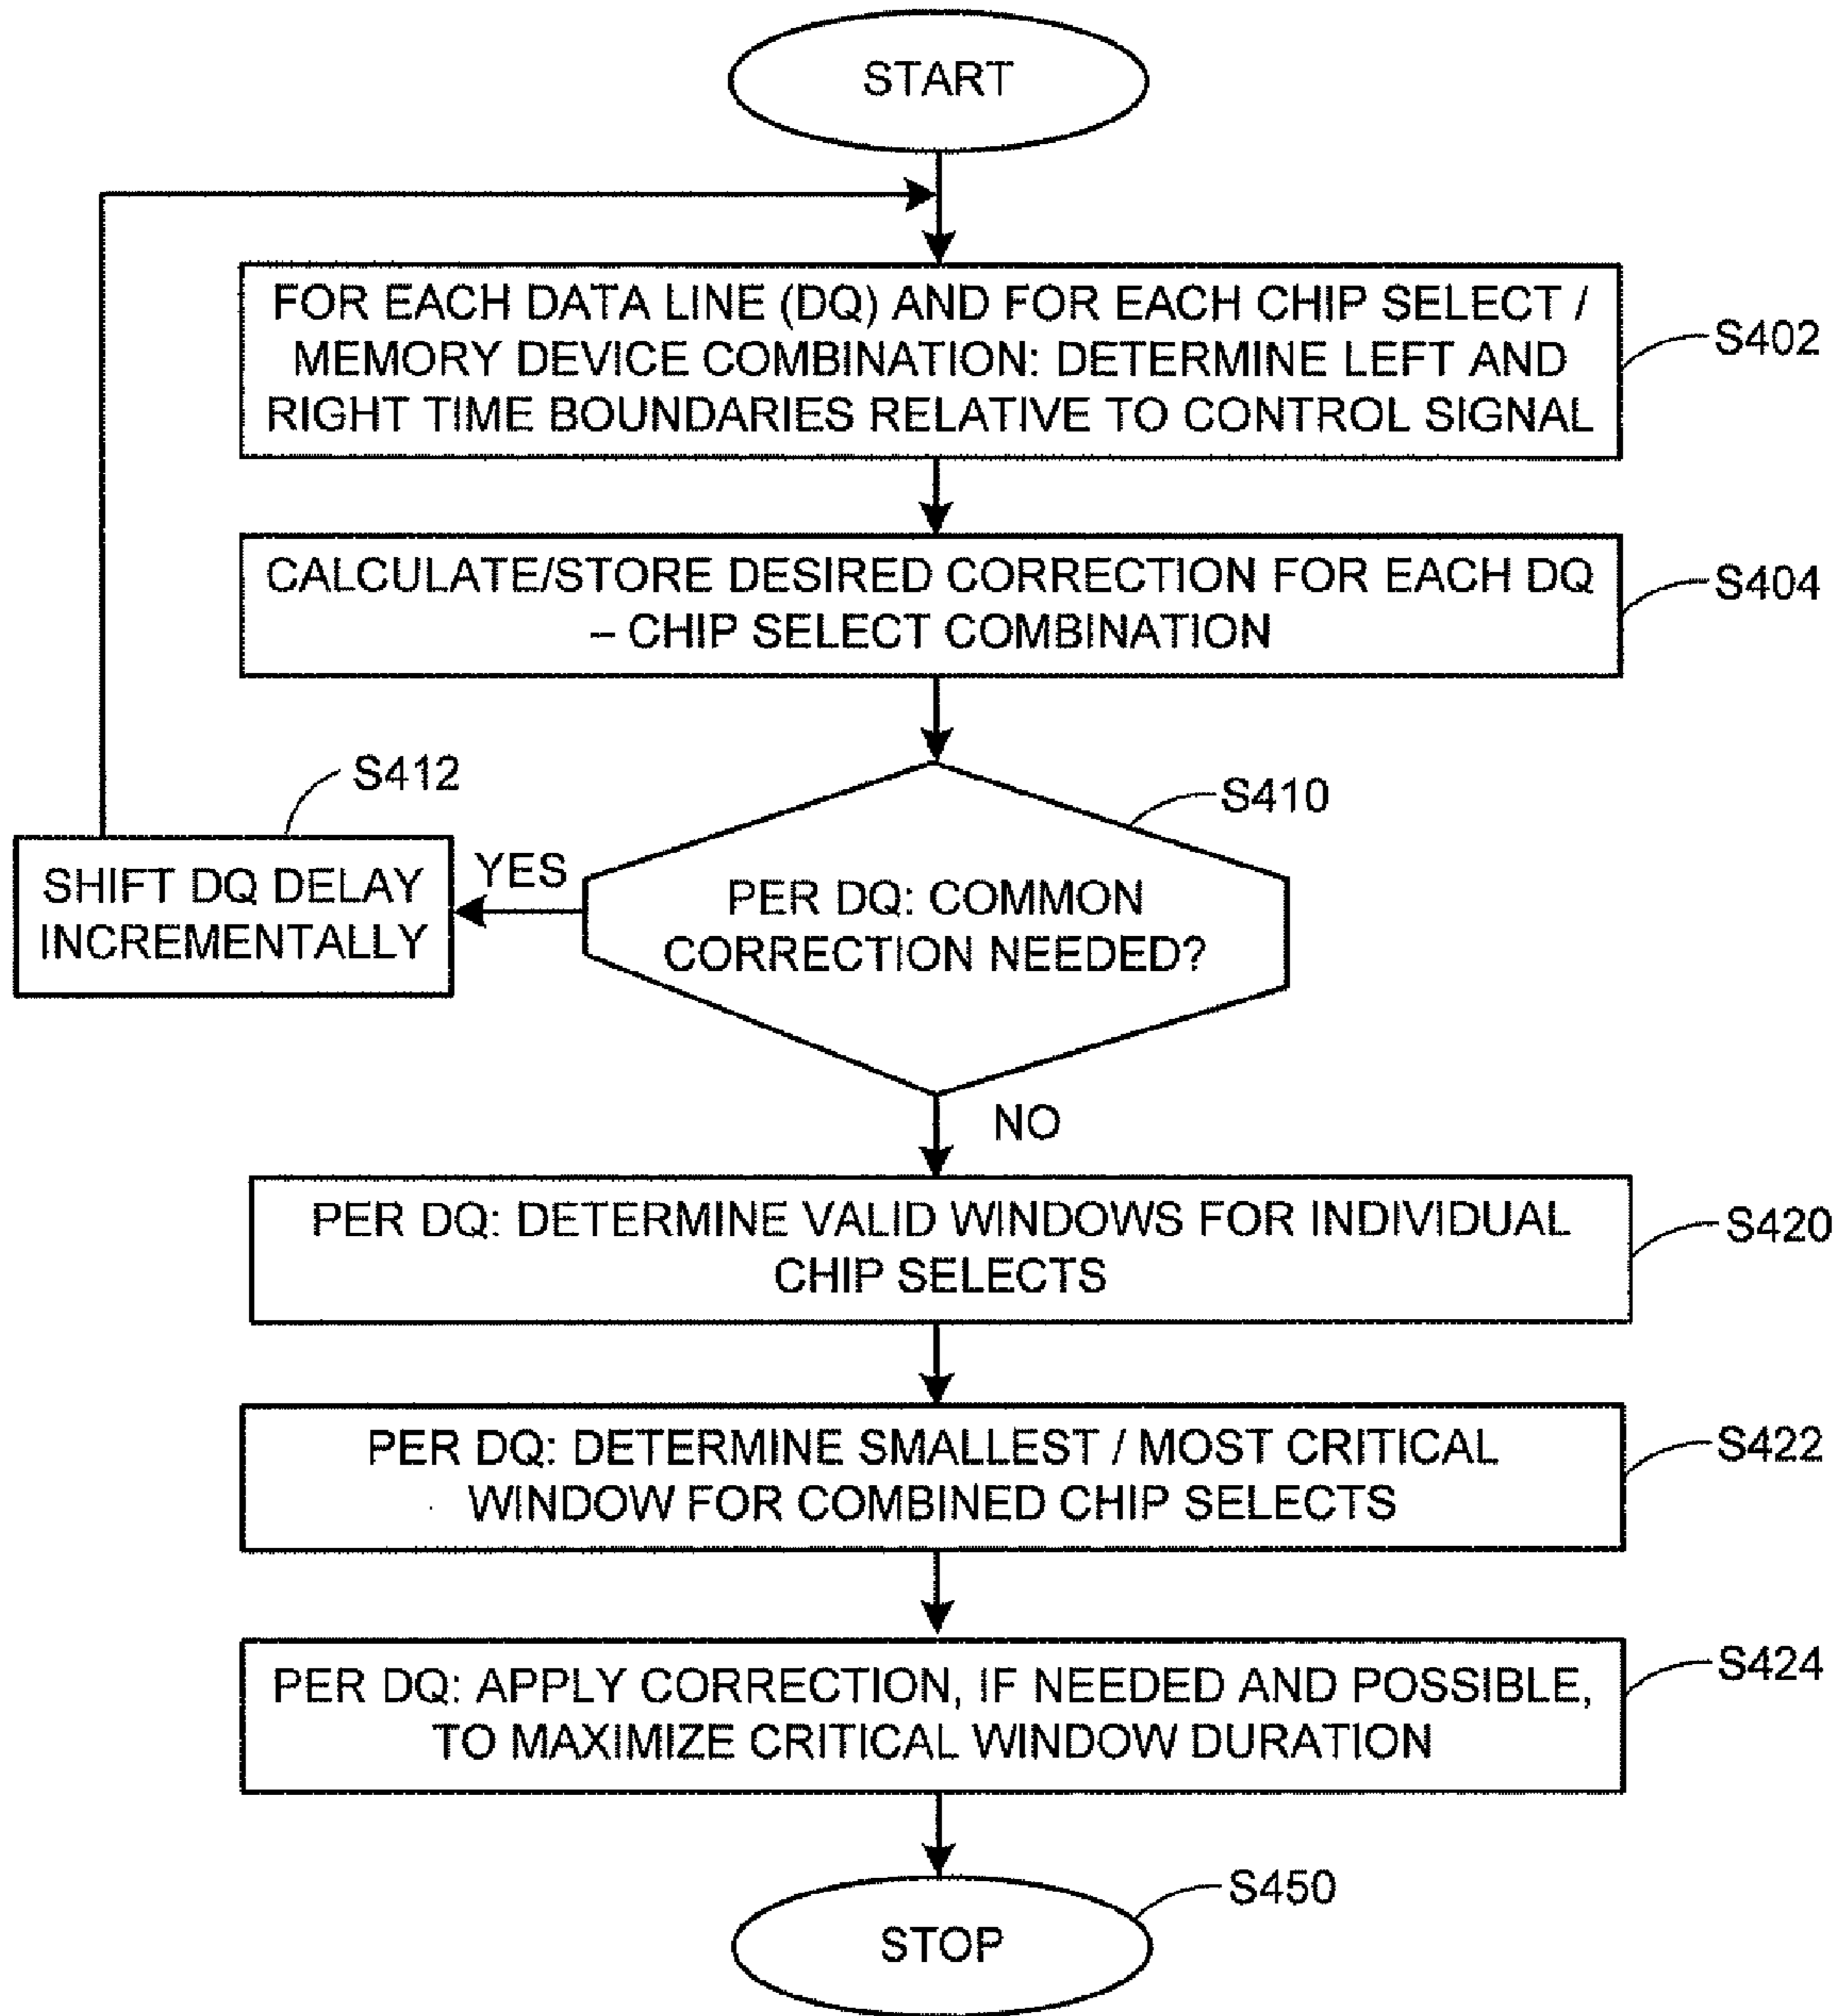 START
FOR EACH DATA LINE (DQ) AND FOR EACH CHIP SELECT /
MEMORY DEVICE COMBINATION: DETERMINE LEFT AND
RIGHT TIME BOUNDARIES RELATIVE TO CONTROL SIGNAL
S402
CALCULATE/STORE DESIRED CORRECTION FOR EACH DQ
– CHIP SELECT COMBINATION
S404
S412
SHIFT DQ DELAY
INCREMENTALLY
YES
S410
PER DQ: COMMON
CORRECTION NEEDED?
NO
PER DQ: DETERMINE VALID WINDOWS FOR INDIVIDUAL
CHIP SELECTS
S420
PER DQ: DETERMINE SMALLEST / MOST CRITICAL
WINDOW FOR COMBINED CHIP SELECTS
S422
PER DQ: APPLY CORRECTION, IF NEEDED AND POSSIBLE,
TO MAXIMIZE CRITICAL WINDOW DURATION
S424
S450
STOP